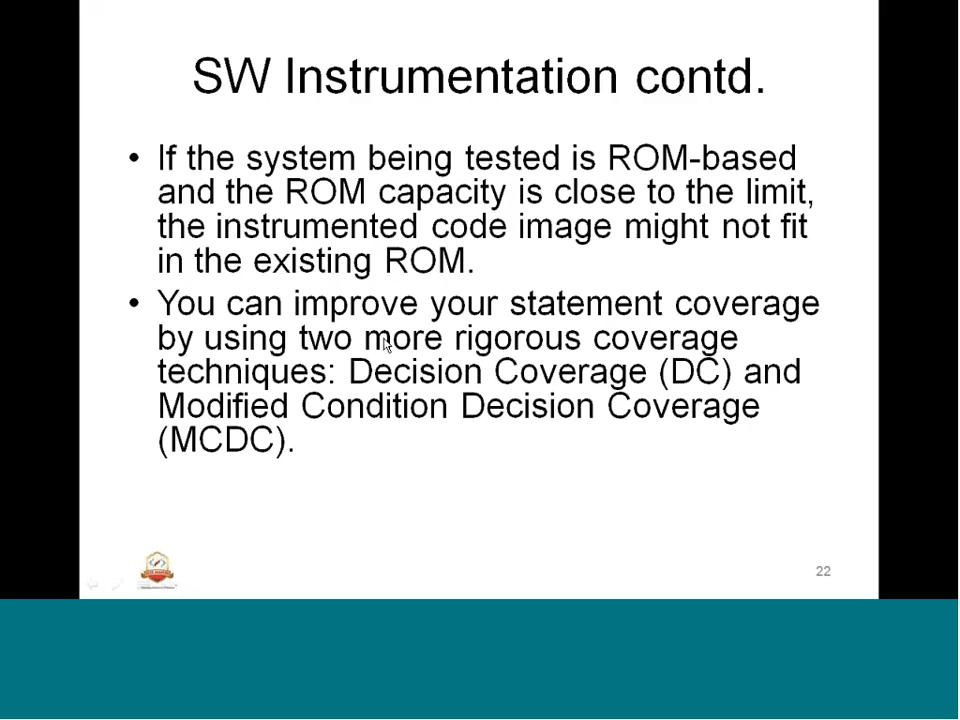 SW Instrumentation contd.
• If the system being tested is ROM-based
and the ROM capacity is close to the limit,
the instrumented code image might not fit
in the existing ROM.
• You can improve your statement coverage
by using two more rigorous coverage
techniques: Decision Coverage (DC) and
Modified Condition Decision Coverage
(MCDC).
22